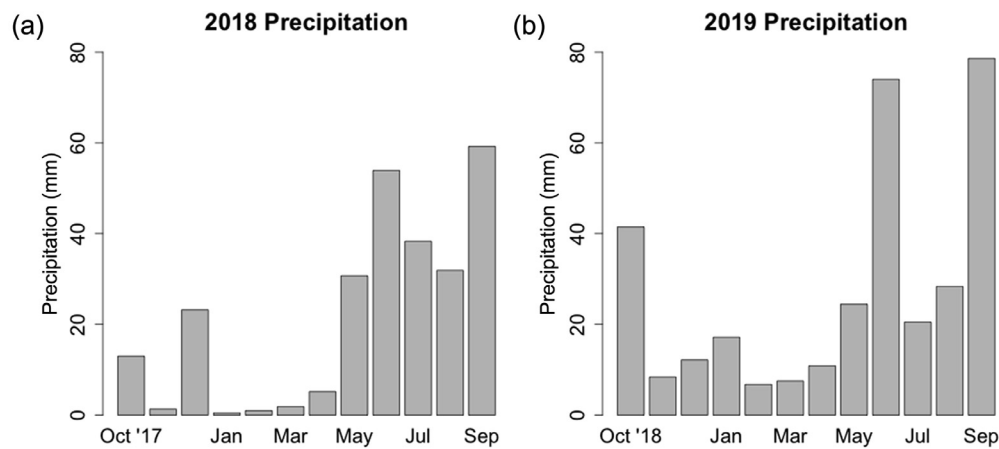 (a)
2018 Precipitation
Precipitation (mm)
80
60
40
20
0
Oct '17 Jan Mar May Jul Sep
(b)
2019 Precipitation
Precipitation (mm)
80
60
40
20
0
Oct '18 Jan Mar May Jul Sep